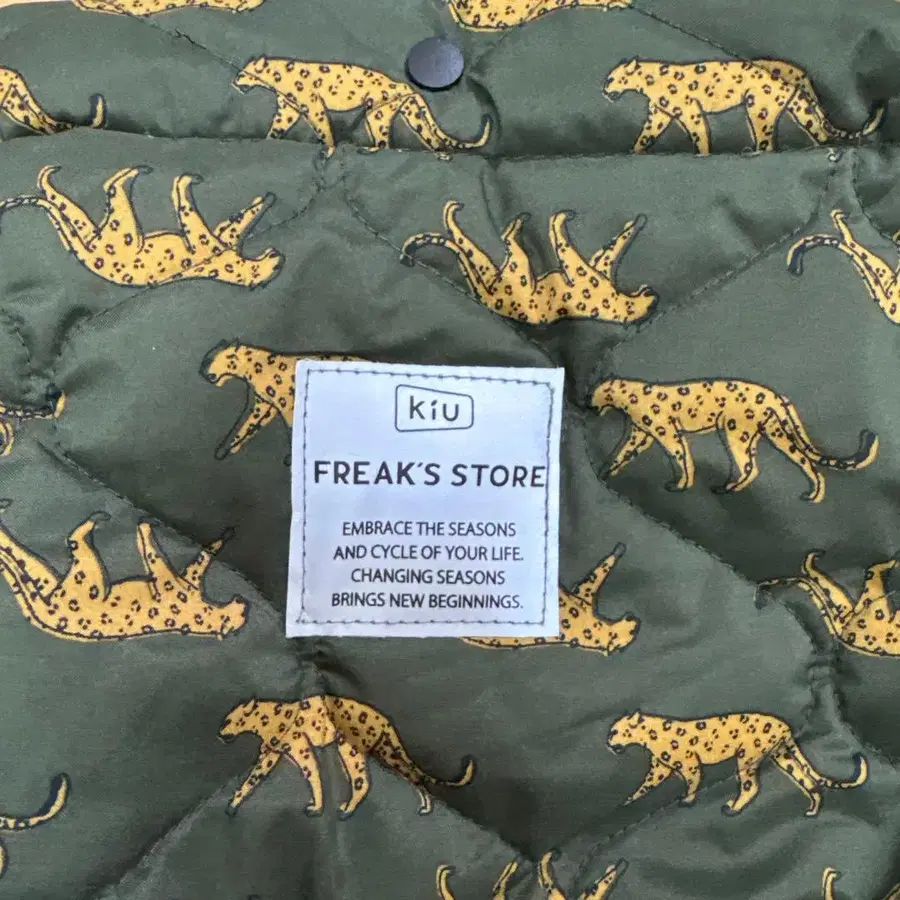 kiu
FREAK'S STORE
EMBRACE THE SEASONS
AND CYCLE OF YOUR LIFE.
CHANGING SEASONS
BRINGS NEW BEGINNINGS.